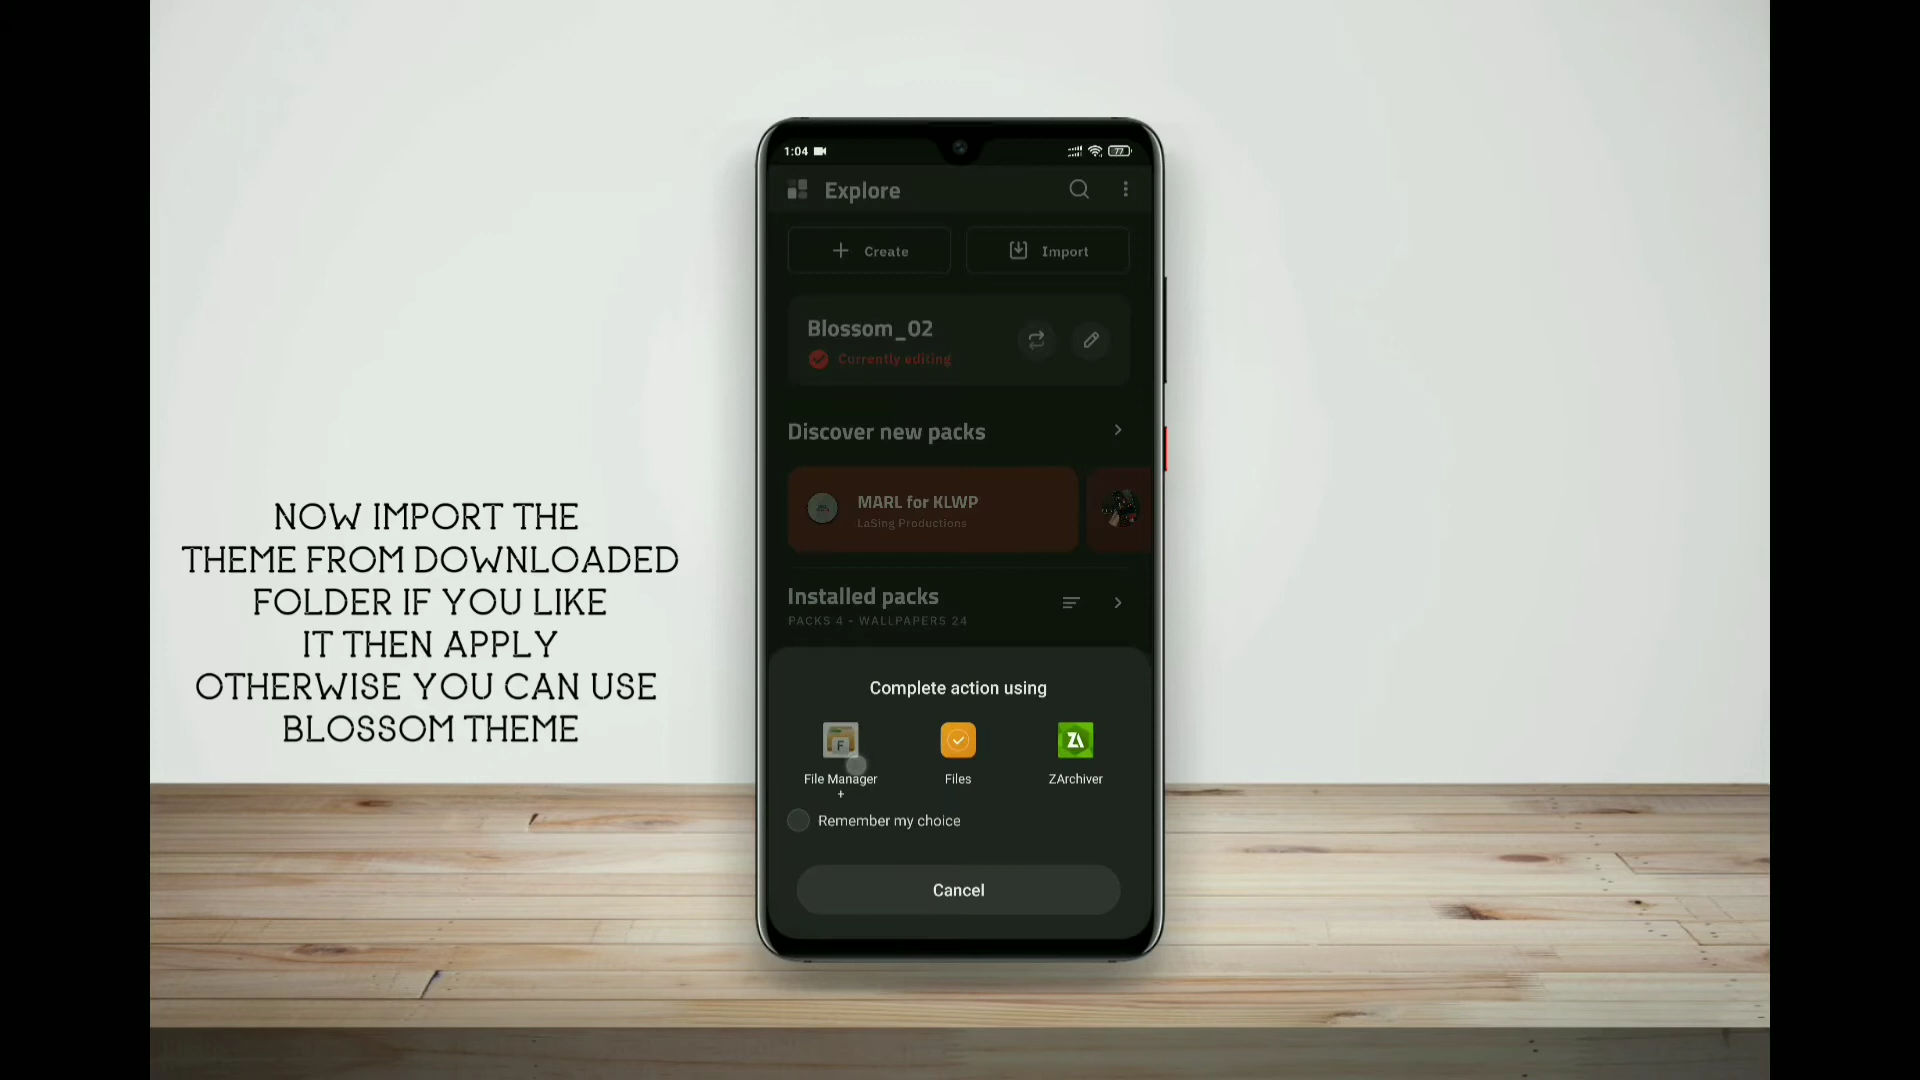 1:04
77
Explore
Create
Import
Blossom_02
Currently editing
Discover new packs
MARL for KLWP
LaSing Productions
Installed packs
PACKS 4 - WALLPAPERS 24
NOW IMPORT THE
THEME FROM DOWNLOADED
FOLDER IF YOU LIKE
IT THEN APPLY
OTHERWISE YOU CAN USE
BLOSSOM THEME
Complete action using
F
ZA
File Manager
+
Files
ZArchiver
Remember my choice
Cancel